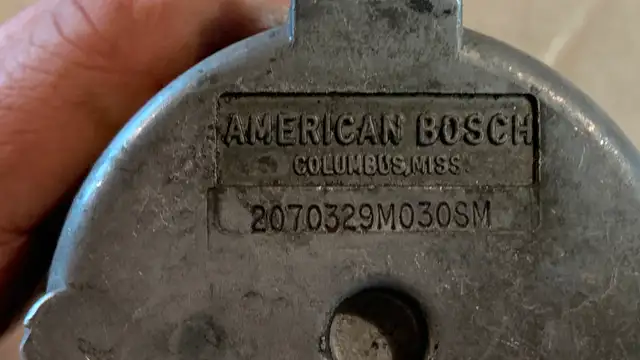 AMERICAN BOSCH
COLUMBUS, MISS.
2070329M030SM